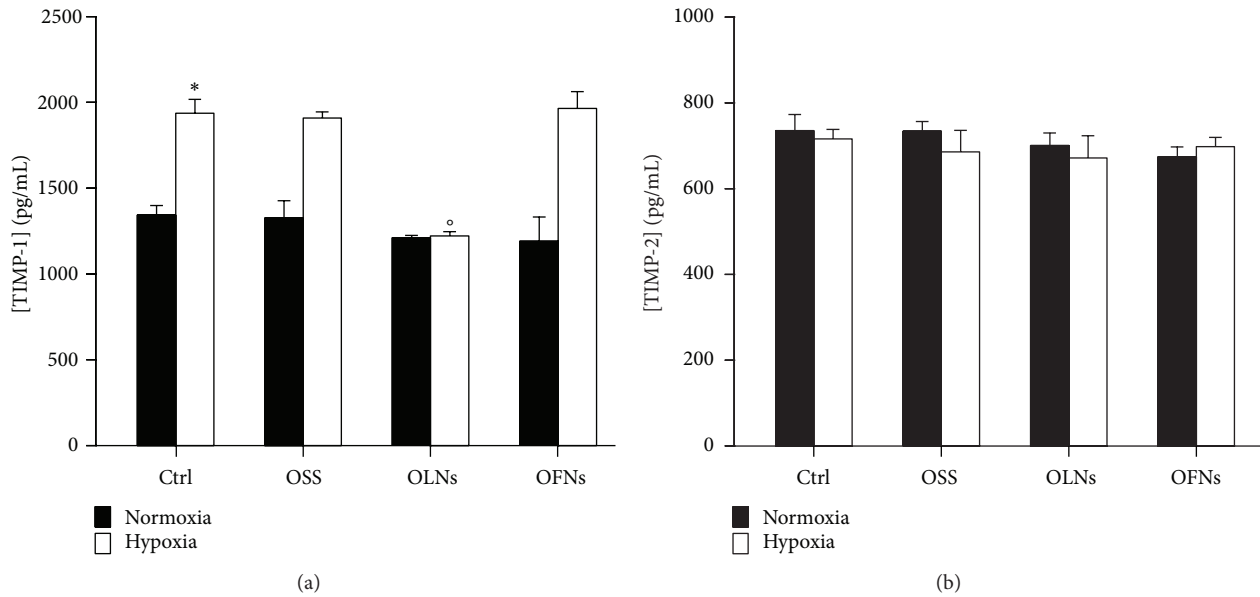 [TIMP-1] (pg/mL)
2500
2000
1500
1000
500
0
*
°
Ctrl
OSS
OLNs
OFNs
Normoxia
Hypoxia
(a)
[TIMP-2] (pg/mL)
1000
800
600
400
200
0
Ctrl
OSS
OLNs
OFNs
Normoxia
Hypoxia
(b)